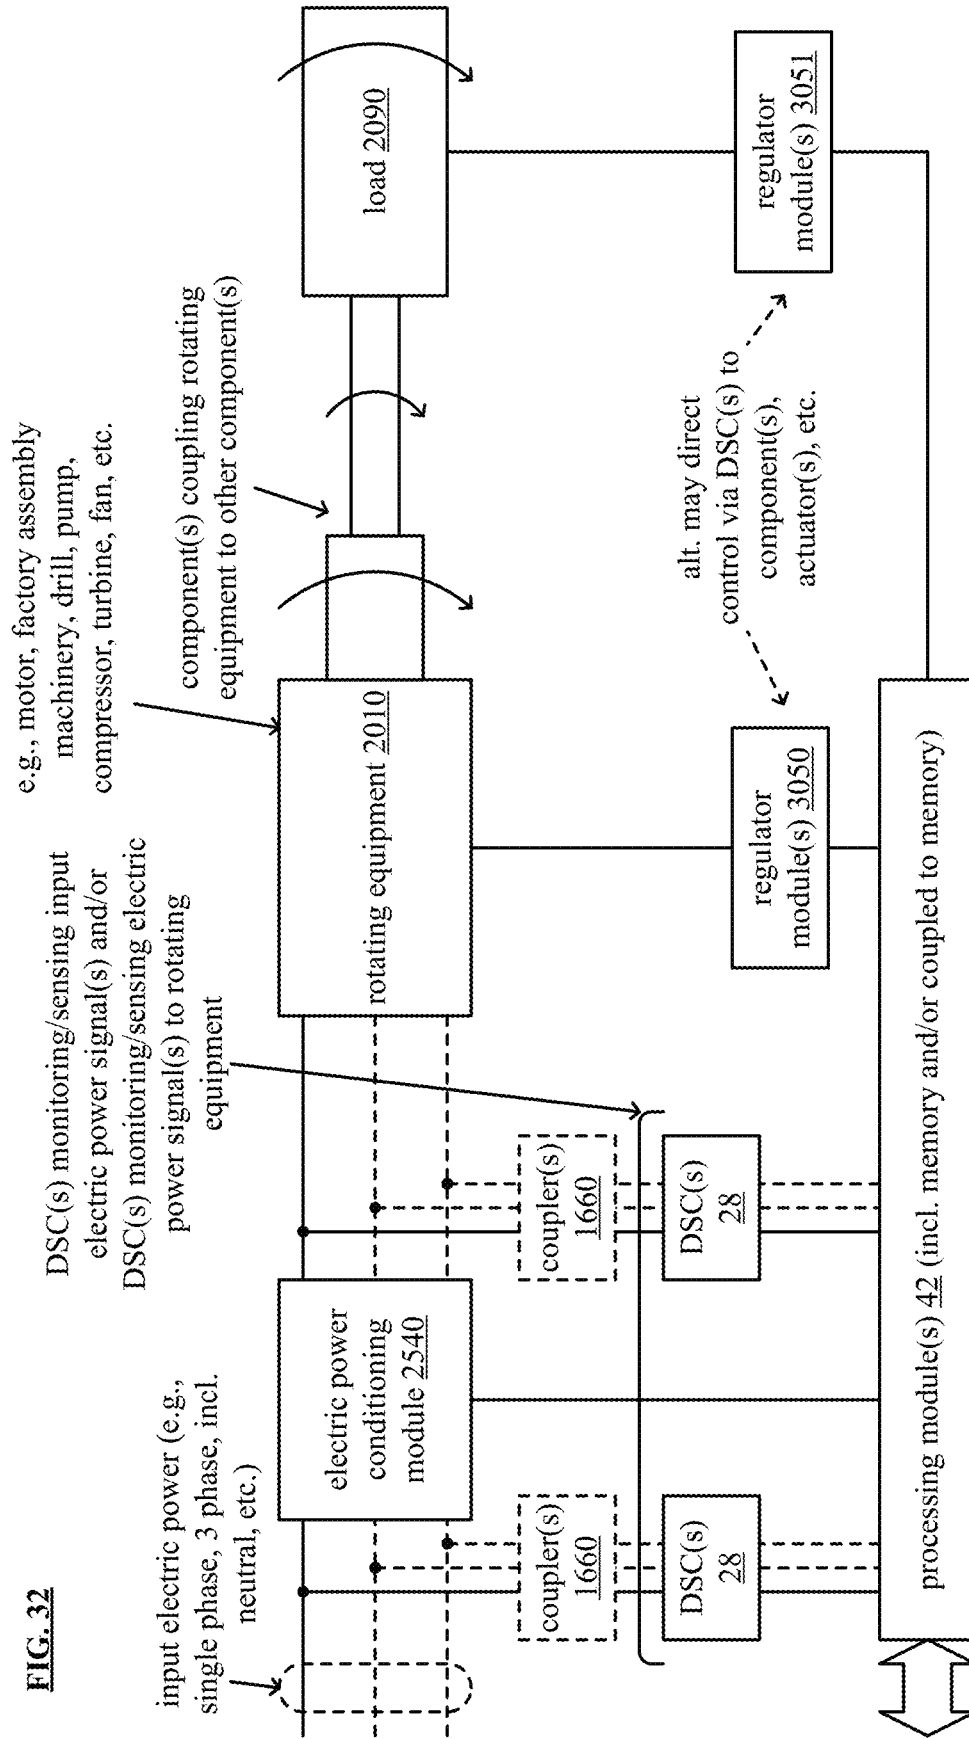 FIG. 32
input electric power (e.g.,
single phase, 3 phase, incl.
neutral, etc.)
DSC(s) monitoring/sensing input
electric power signal(s) and/or
DSC(s) monitoring/sensing electric
power signal(s) to rotating
equipment
e.g., motor, factory assembly
machinery, drill, pump,
compressor, turbine, fan, etc.
component(s) coupling rotating
equipment to other component(s)
electric power
conditioning
module 2540
rotating equipment 2010
load 2090
coupler(s)
1660
coupler(s)
1660
DSC(s)
28
DSC(s)
28
alt. may direct
control via DSC(s) to
component(s),
actuator(s), etc.
regulator
module(s) 3050
regulator
module(s) 3051
processing module(s) 42 (incl. memory and/or coupled to memory)